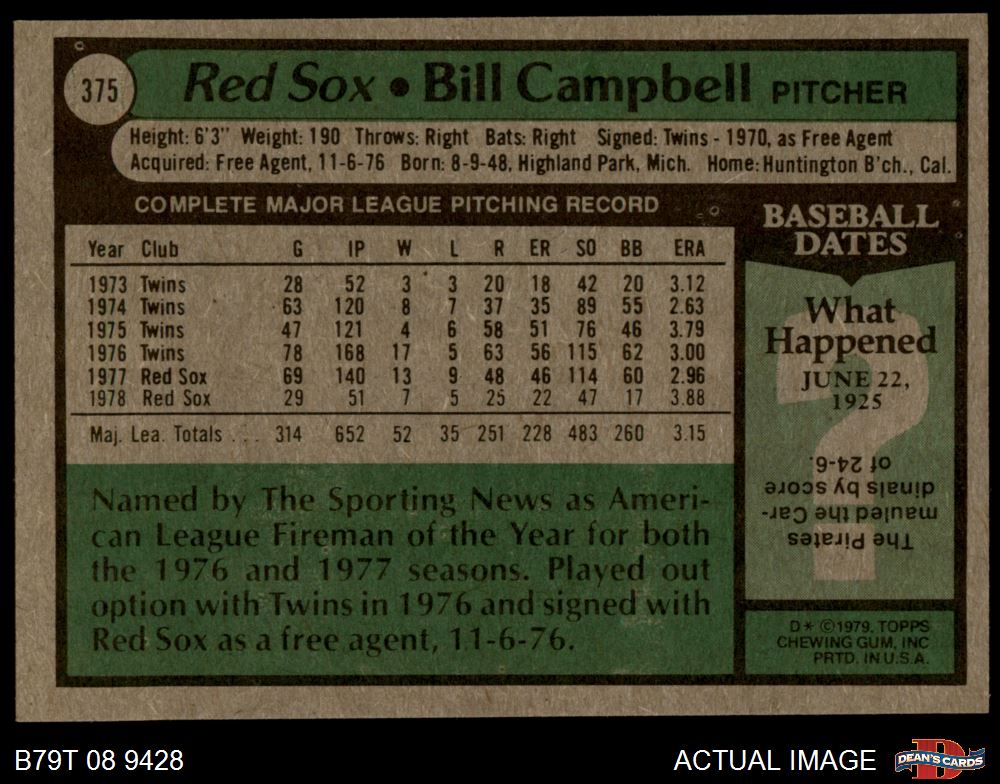 375
Red Sox • Bill Campbell PITCHER
Height: 6'3" Weight: 190 Throws: Right Bats: Right Signed: Twins - 1970, as Free Agent
Acquired: Free Agent, 11-6-76 Born: 8-9-48, Highland Park, Mich. Home: Huntington B'ch., Cal.
COMPLETE MAJOR LEAGUE PITCHING RECORD
Year Club G IP W L R ER SO BB ERA
1973 Twins 28 52 3 3 20 18 42 20 3.12
1974 Twins 63 120 8 7 37 35 89 55 2.63
1975 Twins 47 121 4 6 58 51 76 46 3.79
1976 Twins 78 168 17 5 63 56 115 62 3.00
1977 Red Sox 69 140 13 9 48 46 114 60 2.96
1978 Red Sox 29 51 7 5 25 22 47 17 3.88
Maj. Lea. Totals . . . 314 652 52 35 251 228 483 260 3.15
Named by The Sporting News as Ameri-
can League Fireman of the Year for both
the 1976 and 1977 seasons. Played out
option with Twins in 1976 and signed with
Red Sox as a free agent, 11-6-76.
BASEBALL
DATES
What
Happened
JUNE 22,
1925
The Pirates
mauled the Car-
dinals by score
of 24-6.
D* ©1979, TOPPS
CHEWING GUM, INC
PRTD. IN U.S.A.
B79T 08 9428
ACTUAL IMAGE
D
DEAN'S CARDS